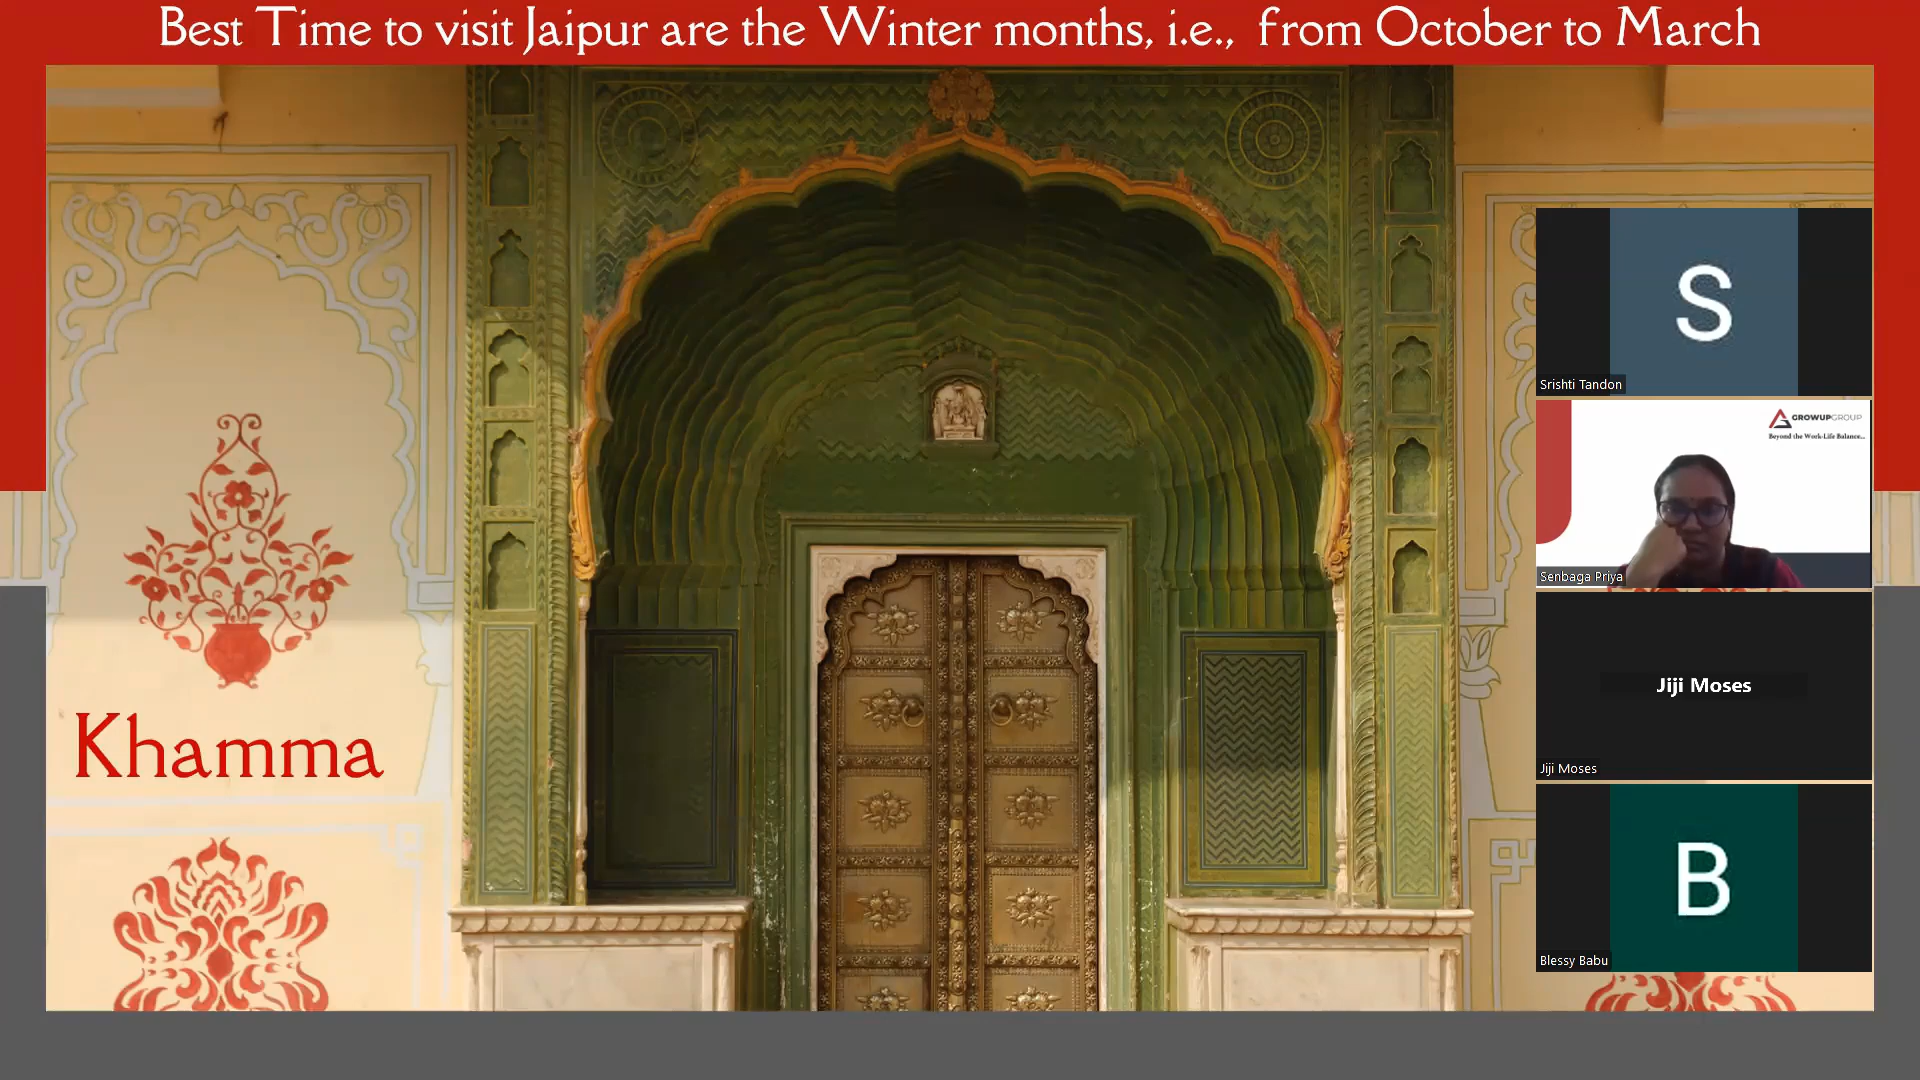 Best Time to visit Jaipur are the Winter months, i.e., from October to March
S
Srishti Tandon
GROWUPGROUP
Beyond the Work-Life Balance...
Senbaga Priya
Khamma
Jiji Moses
Jiji Moses
B
Blessy Babu